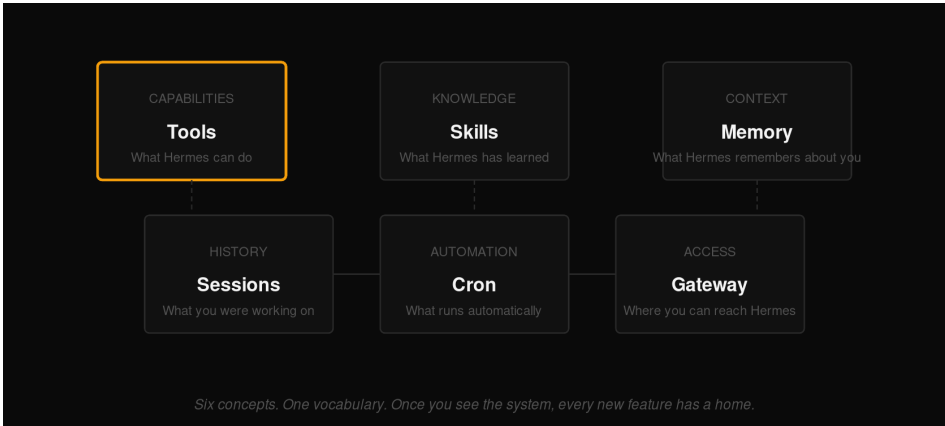 CAPABILITIES
Tools
What Hermes can do
KNOWLEDGE
Skills
What Hermes has learned
CONTEXT
Memory
What Hermes remembers about you
HISTORY
Sessions
What you were working on
AUTOMATION
Cron
What runs automatically
ACCESS
Gateway
Where you can reach Hermes
Six concepts. One vocabulary. Once you see the system, every new feature has a home.